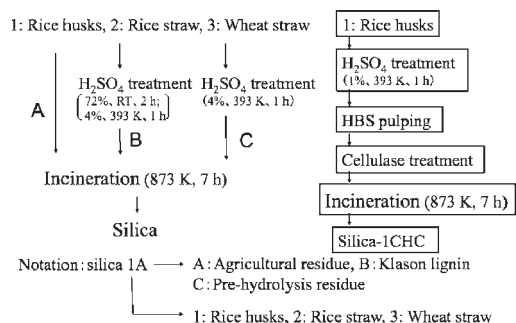 1: Rice husks, 2: Rice straw, 3: Wheat straw
H₂SO₄ treatment
(72%, RT, 2 h;
4%, 393 K, 1 h)
H₂SO₄ treatment
(4%, 393 K, 1 h)
A
B
C
Incineration (873 K, 7 h)
Silica
1: Rice husks
H₂SO₄ treatment
(1%, 393 K, 1 h)
HBS pulping
Cellulase treatment
Incineration (873 K, 7 h)
Silica-1CHC
Notation: silica 1A
A: Agricultural residue, B: Klason lignin
C: Pre-hydrolysis residue
1: Rice husks, 2: Rice straw, 3: Wheat straw